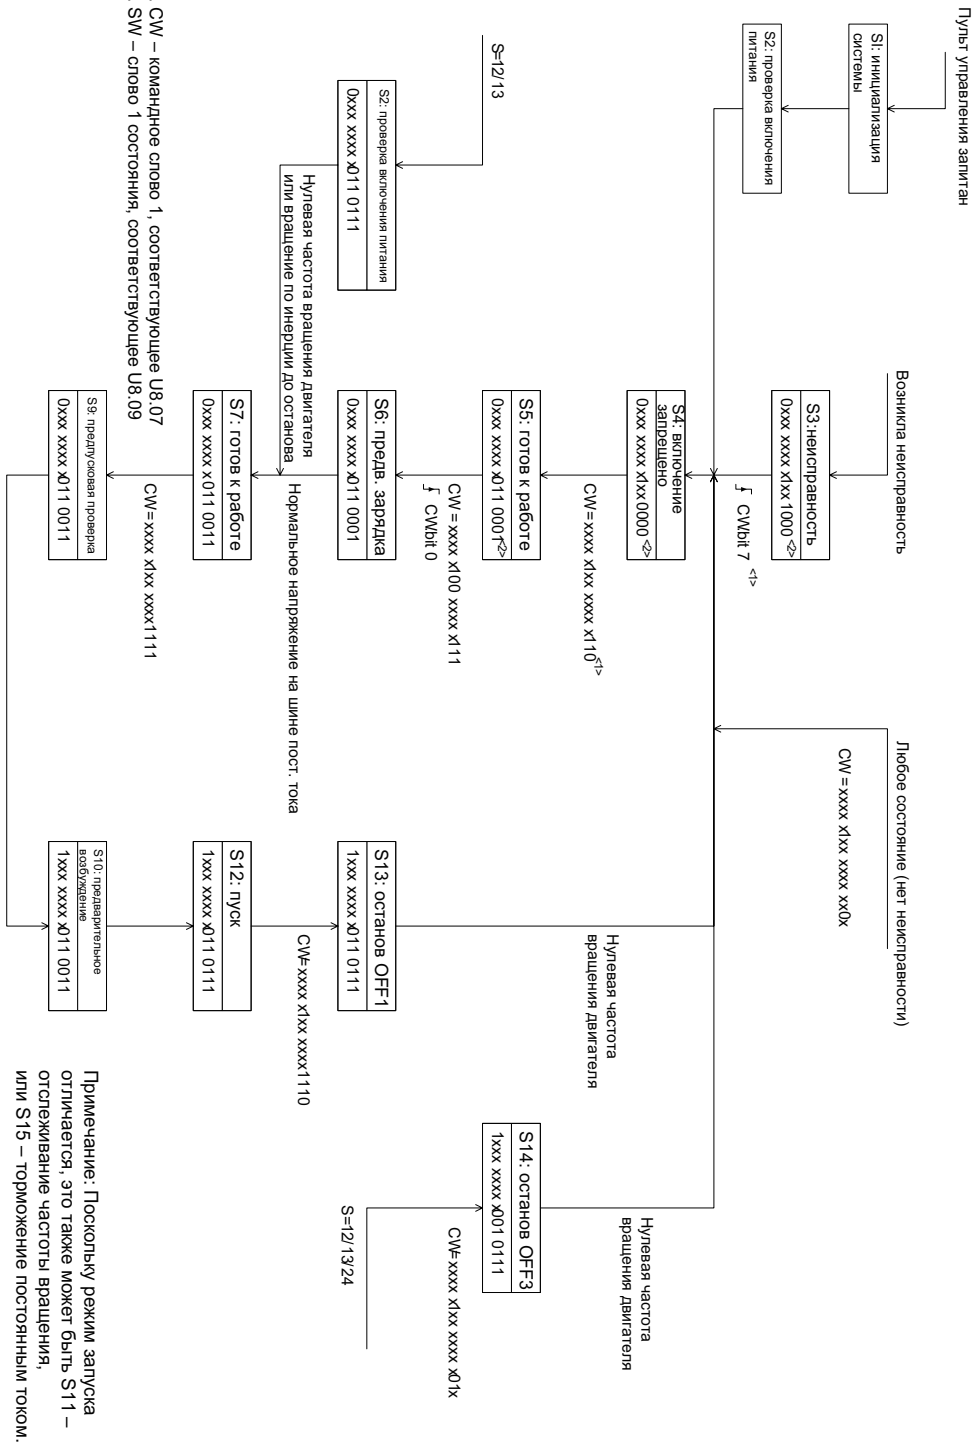 Пульт управления запитан
SI: инициализация
системы
S2: проверка включения
питания
Возникла неисправность
S3:неисправность
0xxx xxxx x1xx 1000 <2>
CWbit 7 <1>
Любое состояние (нет неисправности)
CW=xxxx x1xx xxxx xx0x
S4: включение
запрещено
0xxx xxxx x1xx 0000 <2>
CW=xxxx x1xx xxxx x110 <1>
Нулевая частота
вращения двигателя
Нулевая частота
вращения двигателя
S=12/13
S5: готов к работе
0xxx xxxx x011 0001 <2>
CW=xxxx x100 xxxx x111
CWbit 0
S14: останов OFF3
1xxx xxxx x001 0111
CW=xxxx x1xx xxxx x01x
S=12/13/24
S2: проверка включения питания
0xxx xxxx x011 0111
Нулевая частота вращения двигателя
или вращение по инерции до останова
S6: предв. зарядка
0xxx xxxx x011 0001
Нормальное напряжение на шине пост. тока
S13: останов OFF1
1xxx xxxx x011 0111
CW=xxxx x1xx xxxx1110
S7: готов к работе
0xxx xxxx x011 0011
CW=xxxx x1xx xxxx1111
S12: пуск
1xxx xxxx x011 0111
S9: предпусковая проверка
0xxx xxxx x011 0011
S10: предварительное
возбуждение
1xxx xxxx x011 0011
. CW – командное слово 1, соответствующее U8.07
. SW – слово 1 состояния, соответствующее U8.09
Примечание: Поскольку режим запуска
отличается, это также может быть S11 –
отслеживание частоты вращения,
или S15 – торможение постоянным током.